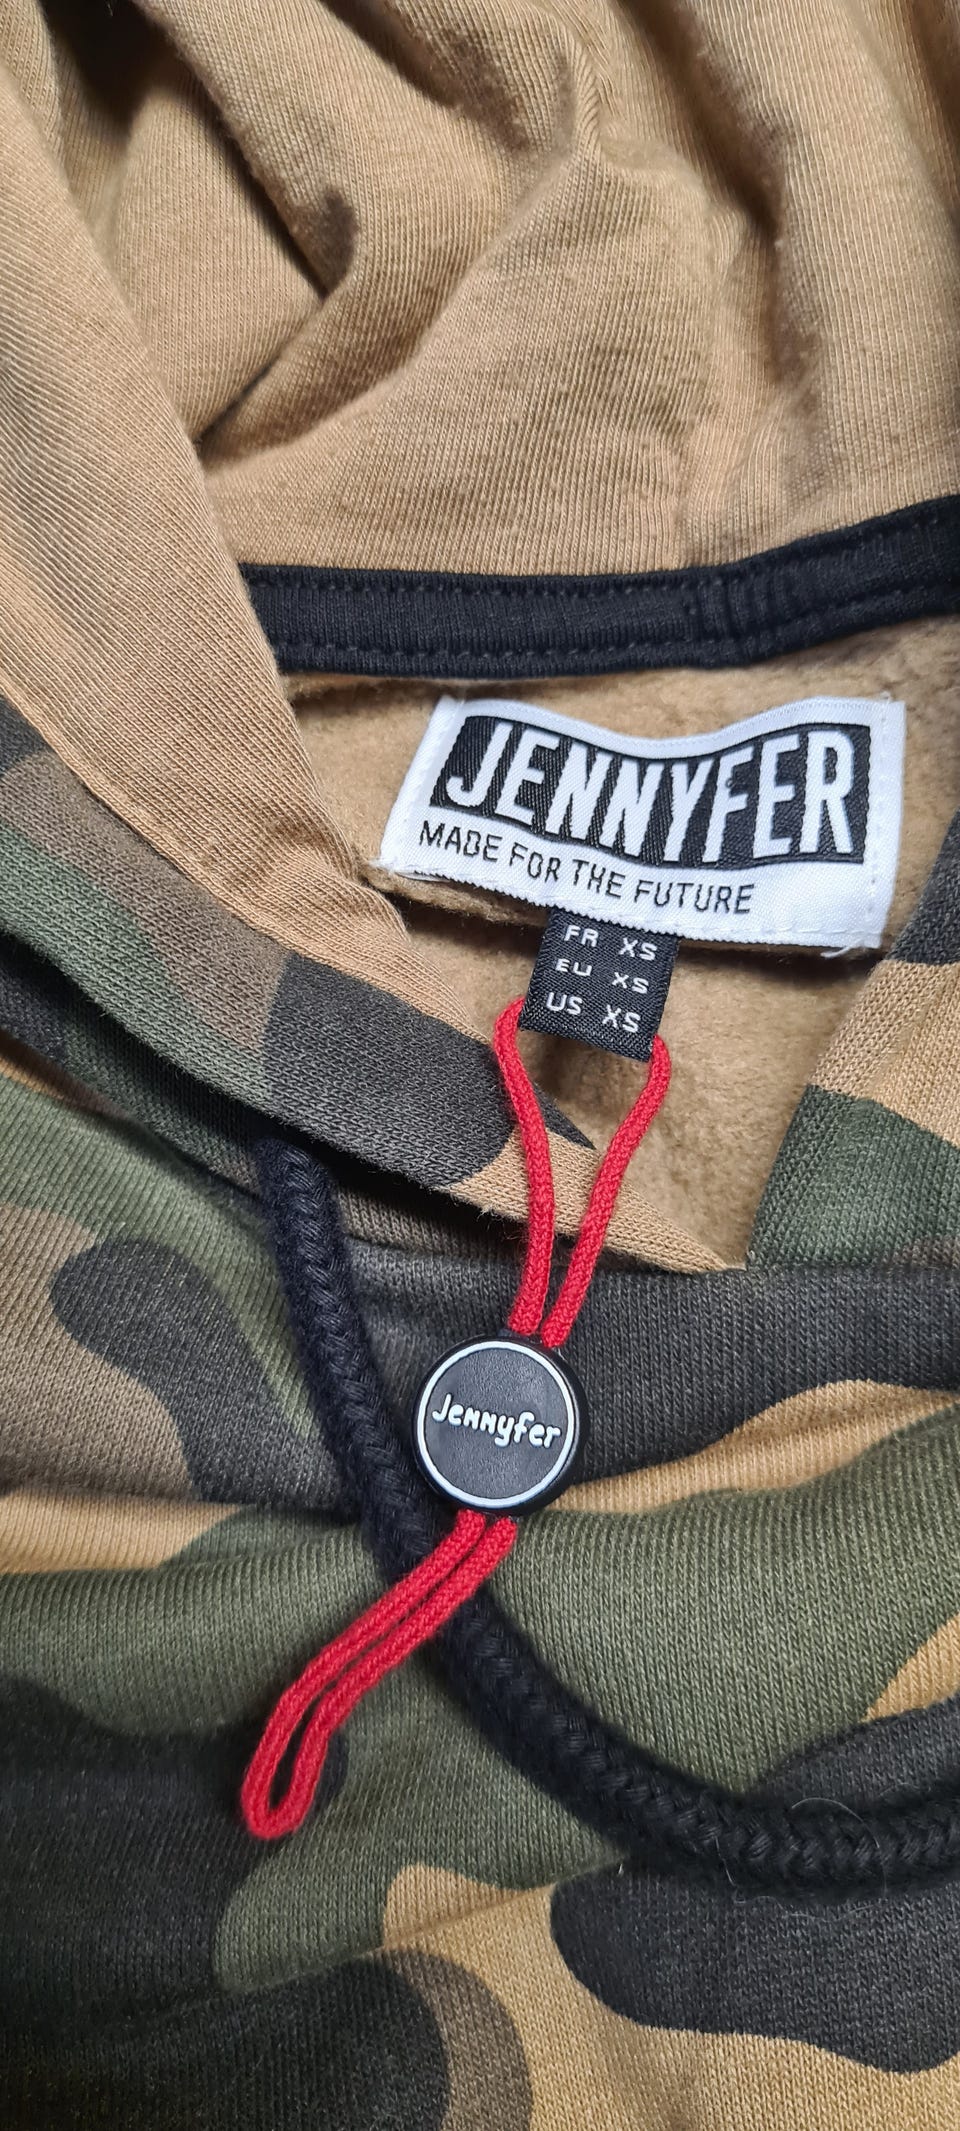 JENNYFER
MADE FOR THE FUTURE
FR XS
EU XS
US XS
Jennyfer